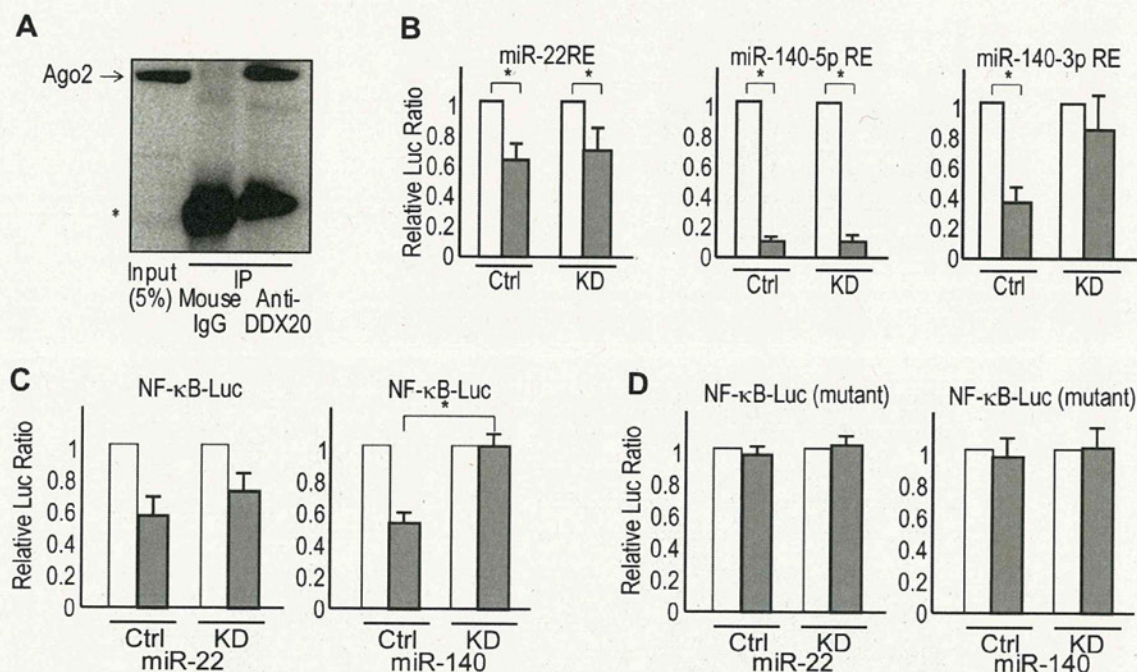 A
Ago2 →
*
Input
(5%)
IP
Mouse
IgG
Anti-
DDX20
B
miR-22RE
Relative Luc Ratio
1
0.8
0.6
0.4
0.2
0
*
*
Ctrl
KD
miR-140-5p RE
1
0.8
0.6
0.4
0.2
0
*
*
Ctrl
KD
miR-140-3p RE
1
0.8
0.6
0.4
0.2
0
*
Ctrl
KD
C
NF-κB-Luc
Relative Luc Ratio
1
0.8
0.6
0.4
0.2
0
Ctrl
KD
miR-22
NF-κB-Luc
1
0.8
0.6
0.4
0.2
0
*
Ctrl
KD
miR-140
D
NF-κB-Luc (mutant)
Relative Luc Ratio
1
0.8
0.6
0.4
0.2
0
Ctrl
KD
miR-22
NF-κB-Luc (mutant)
1
0.8
0.6
0.4
0.2
0
Ctrl
KD
miR-140